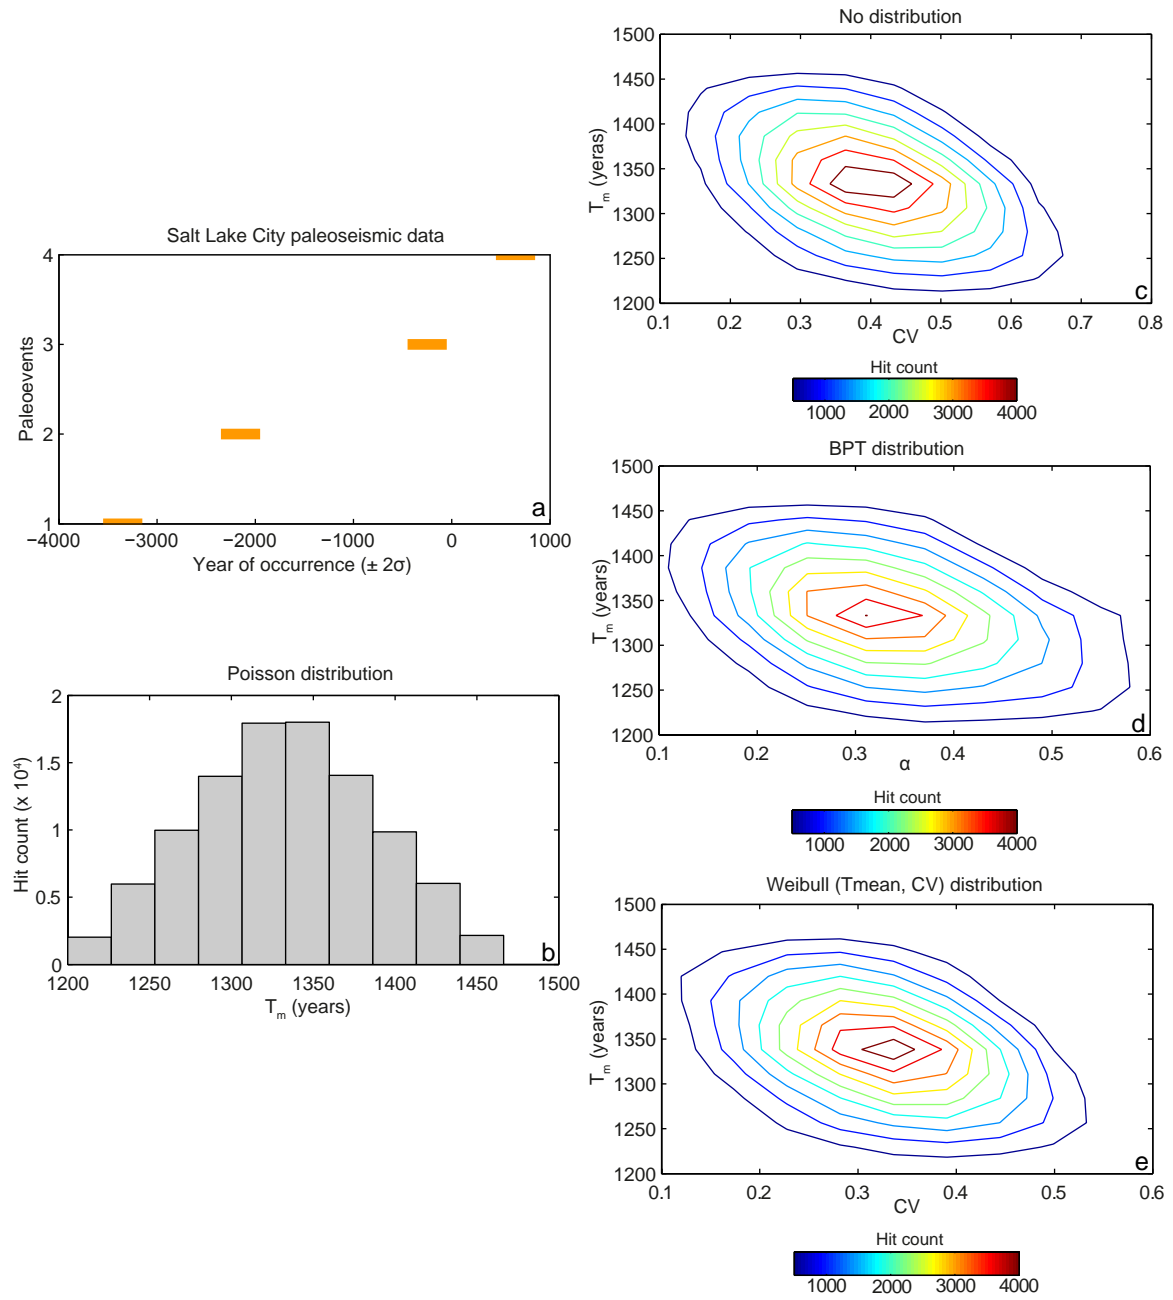 Salt Lake City paleoseismic data
4
3
2
1
Paleoevents
−4000 −3000 −2000 −1000 0 1000
Year of occurrence (± 2σ)
a
Poisson distribution
2
1.5
1
0.5
0
Hit count (x 10⁴)
1200 1250 1300 1350 1400 1450 1500
Tₘ (years)
b
No distribution
1500
1450
1400
1350
1300
1250
1200
Tₘ (yeras)
0.1 0.2 0.3 0.4 0.5 0.6 0.7 0.8
CV
c
Hit count
1000 2000 3000 4000
BPT distribution
1500
1450
1400
1350
1300
1250
1200
Tₘ (years)
0.1 0.2 0.3 0.4 0.5 0.6
α
d
Hit count
1000 2000 3000 4000
Weibull (Tmean, CV) distribution
1500
1450
1400
1350
1300
1250
1200
Tₘ (years)
0.1 0.2 0.3 0.4 0.5 0.6
CV
e
Hit count
1000 2000 3000 4000